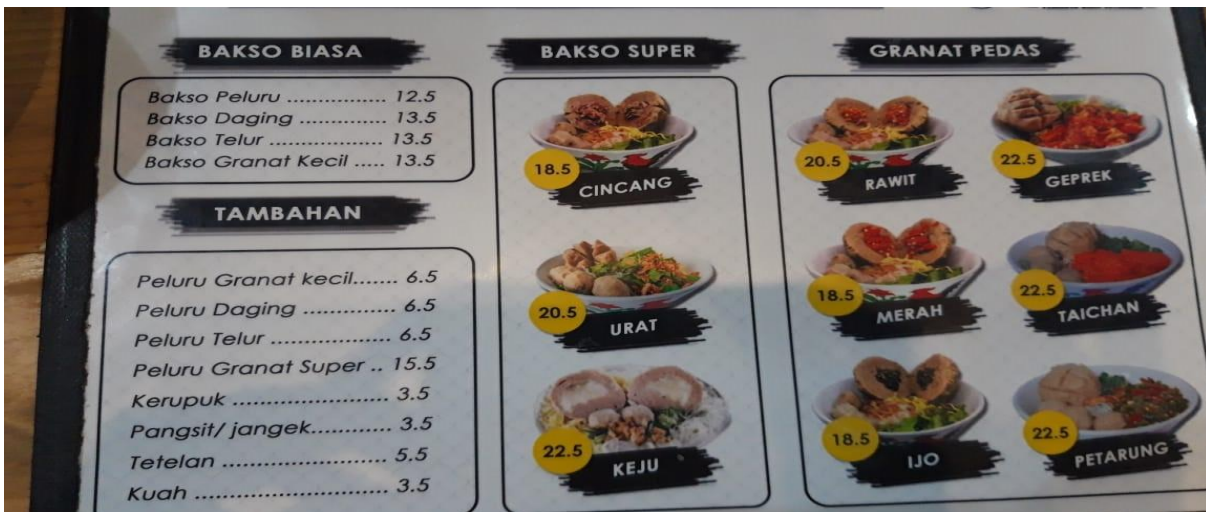 BAKSO BIASA
Bakso Peluru ................ 12.5
Bakso Daging .............. 13.5
Bakso Telur .................. 13.5
Bakso Granat Kecil ..... 13.5
TAMBAHAN
Peluru Granat kecil....... 6.5
Peluru Daging .............. 6.5
Peluru Telur .................. 6.5
Peluru Granat Super .. 15.5
Kerupuk ........................ 3.5
Pangsit/ jangek............ 3.5
Tetelan ......................... 5.5
Kuah ............................. 3.5
BAKSO SUPER
18.5
CINCANG
20.5
URAT
22.5
KEJU
GRANAT PEDAS
20.5
RAWIT
22.5
GEPREK
18.5
MERAH
22.5
TAICHAN
18.5
IJO
22.5
PETARUNG